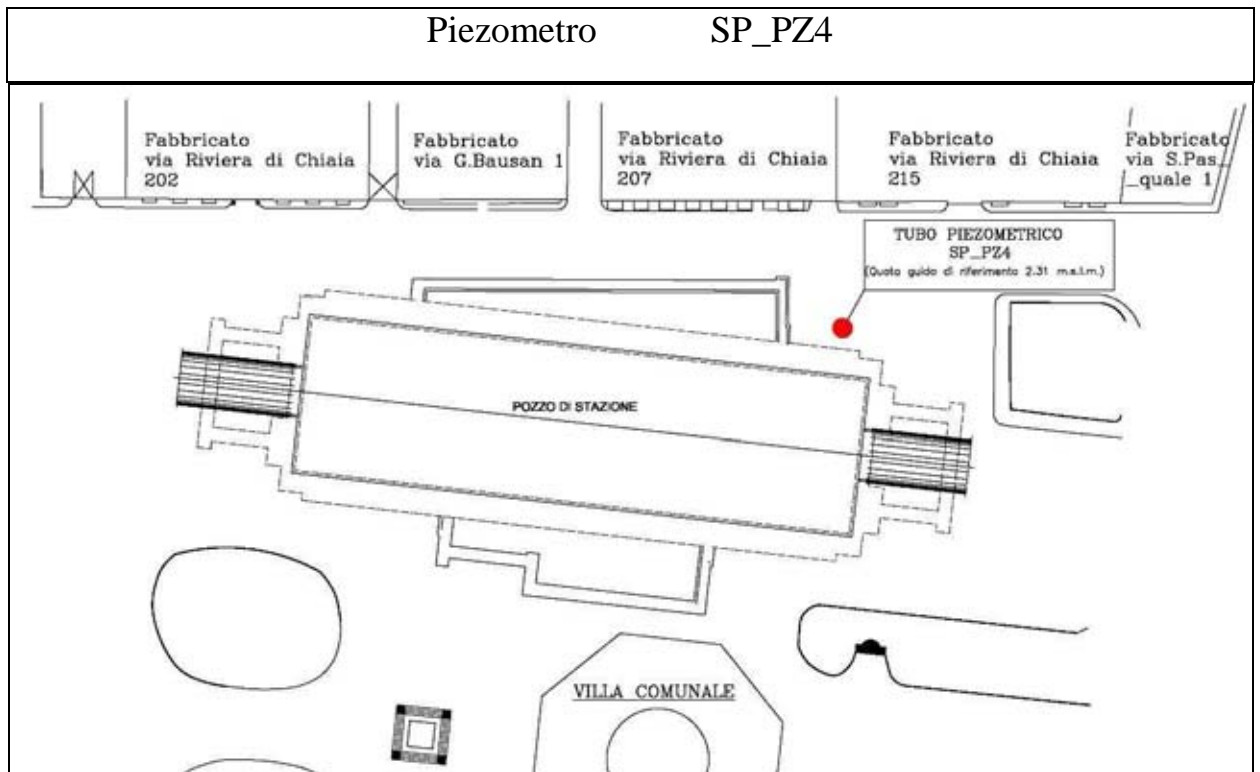 Piezometro SP_PZ4
Fabbricato
via Riviera di Chiaia
202
Fabbricato
via G.Bausan 1
Fabbricato
via Riviera di Chiaia
207
Fabbricato
via Riviera di Chiaia
215
Fabbricato
via S.Pas_
_quale 1
TUBO PIEZOMETRICO
SP_PZ4
(Quota guida di riferimento 2.31 m.s.l.m.)
POZZO DI STAZIONE
VILLA COMUNALE